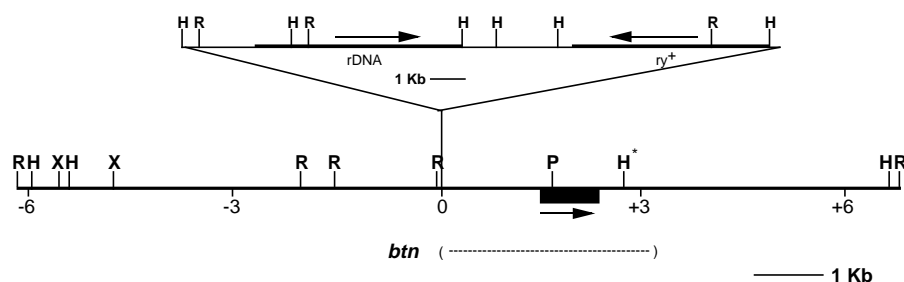 H R H R H H H R H
rDNA ry+
1 Kb
R H X H X R R R P H* H R
-6 -3 0 +3 +6
btn ( )
1 Kb